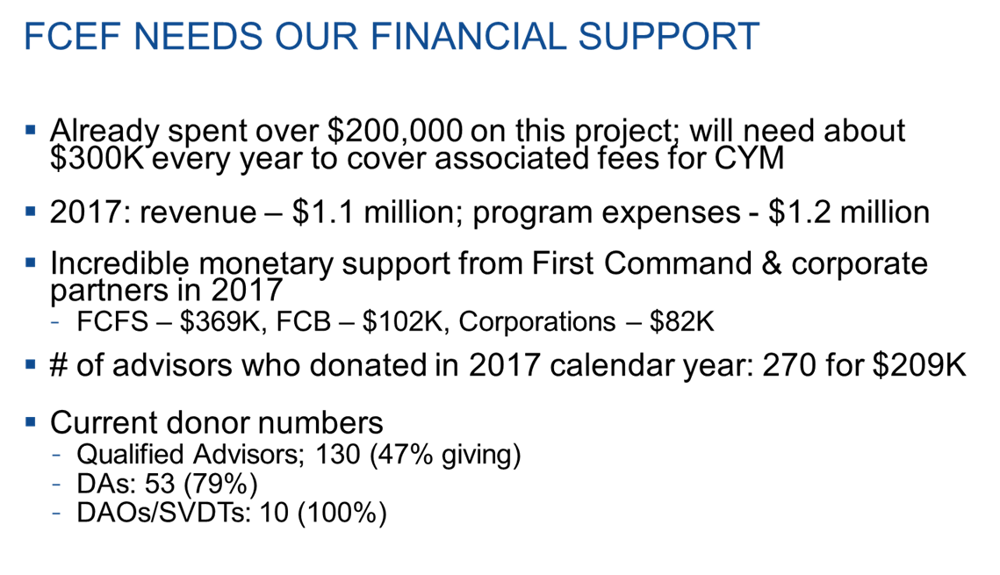 FCEF NEEDS OUR FINANCIAL SUPPORT
▪ Already spent over $200,000 on this project; will need about
$300K every year to cover associated fees for CYM
▪ 2017: revenue – $1.1 million; program expenses - $1.2 million
▪ Incredible monetary support from First Command & corporate
partners in 2017
- FCFS – $369K, FCB – $102K, Corporations – $82K
▪ # of advisors who donated in 2017 calendar year: 270 for $209K
▪ Current donor numbers
- Qualified Advisors; 130 (47% giving)
- DAs: 53 (79%)
- DAOs/SVDTs: 10 (100%)